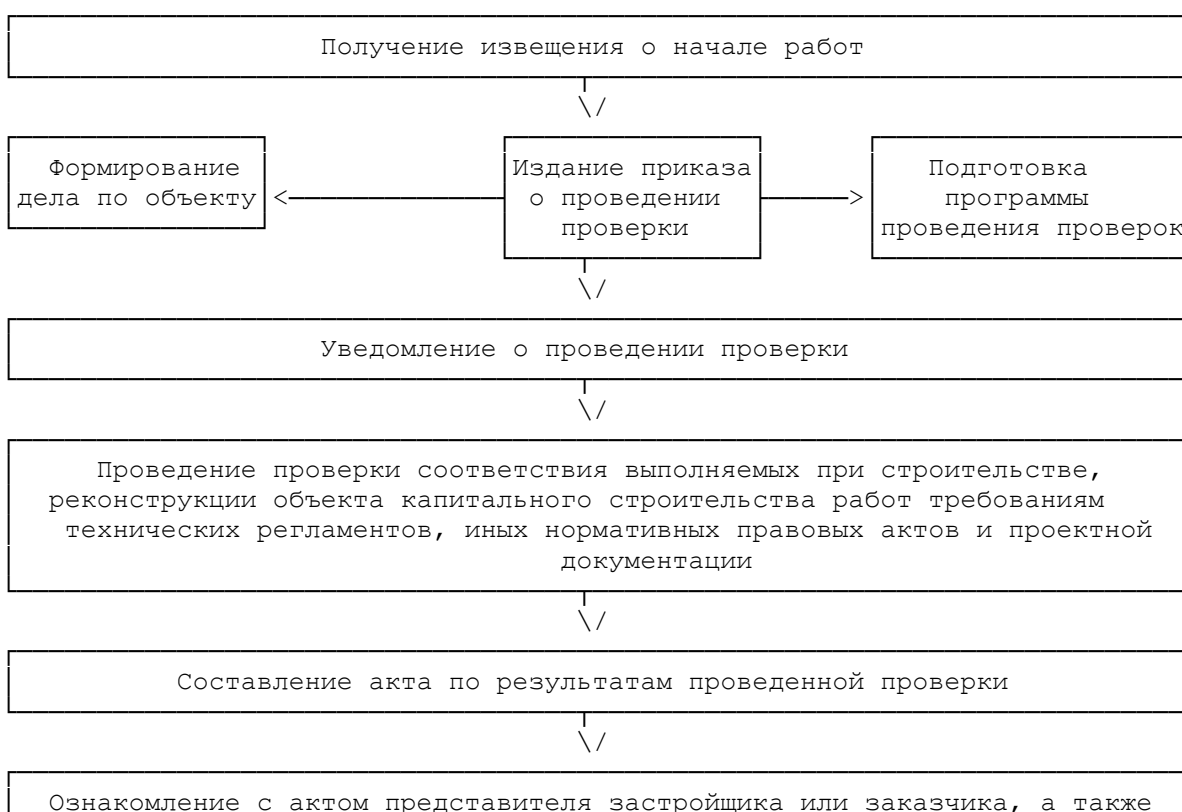 Получение извещения о начале работ
Формирование
дела по объекту
Издание приказа
о проведении
проверки
Подготовка
программы
проведения проверок
Уведомление о проведении проверки
Проведение проверки соответствия выполняемых при строительстве,
реконструкции объекта капитального строительства работ требованиям
технических регламентов, иных нормативных правовых актов и проектной
документации
Составление акта по результатам проведенной проверки
Ознакомление с актом представителя застройщика или заказчика, а также